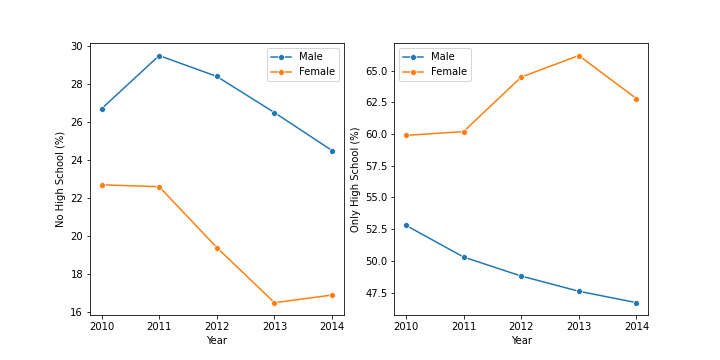 No High School (%)
30
28
26
24
22
20
18
16
2010 2011 2012 2013 2014
Year
Male
Female
Only High School (%)
65.0
62.5
60.0
57.5
55.0
52.5
50.0
47.5
2010 2011 2012 2013 2014
Year
Male
Female